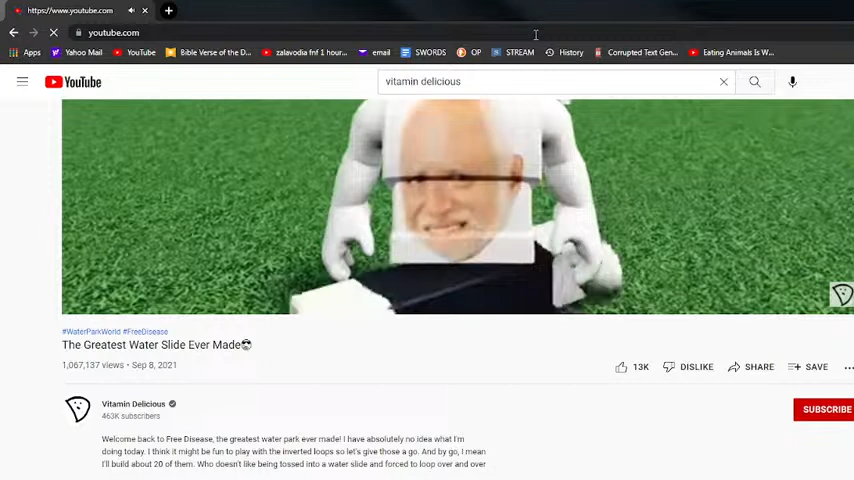 https://www.youtube.com
youtube.com
Apps Yahoo Mail YouTube Bible Verse of the D... zalavodia fnf 1 hour... email SWORDS OP STREAM History Corrupted Text Gen... Eating Animals Is W...
YouTube vitamin delicious
#WaterParkWorld #FreeDisease
The Greatest Water Slide Ever Made😎
1,067,137 views • Sep 8, 2021
13K DISLIKE SHARE SAVE ...
Vitamin Delicious
463K subscribers
SUBSCRIBE
Welcome back to Free Disease, the greatest water park ever made! I have absolutely no idea what I'm
doing today. I think it might be fun to play with the inverted loops so let's give those a go. And by go, I mean
I'll build about 20 of them. Who doesn't like being tossed into a water slide and forced to loop over and over